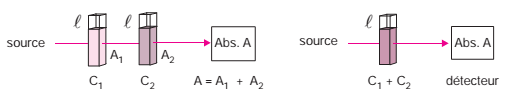 ℓ ℓ ℓ
source A₁ A₂ Abs. A source Abs. A
C₁ C₂ A = A₁ + A₂ C₁ + C₂ détecteur